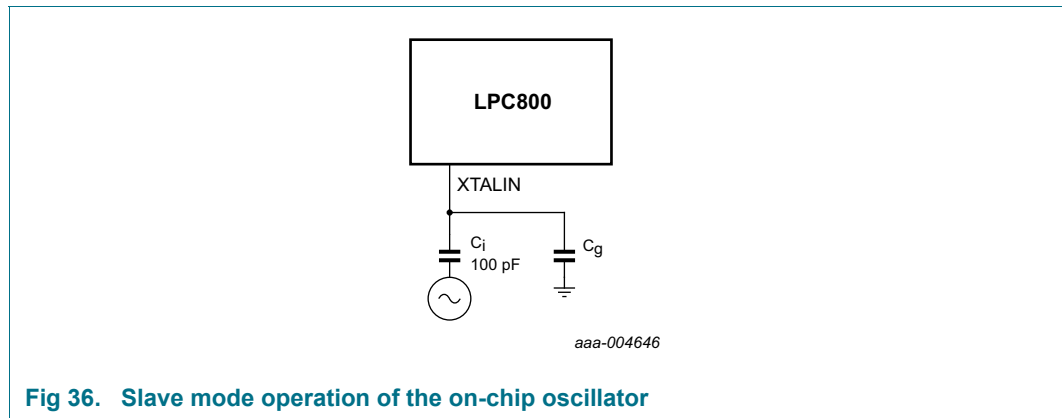 LPC800
XTALIN
Ci
100 pF
Cg
aaa-004646
Fig 36. Slave mode operation of the on-chip oscillator